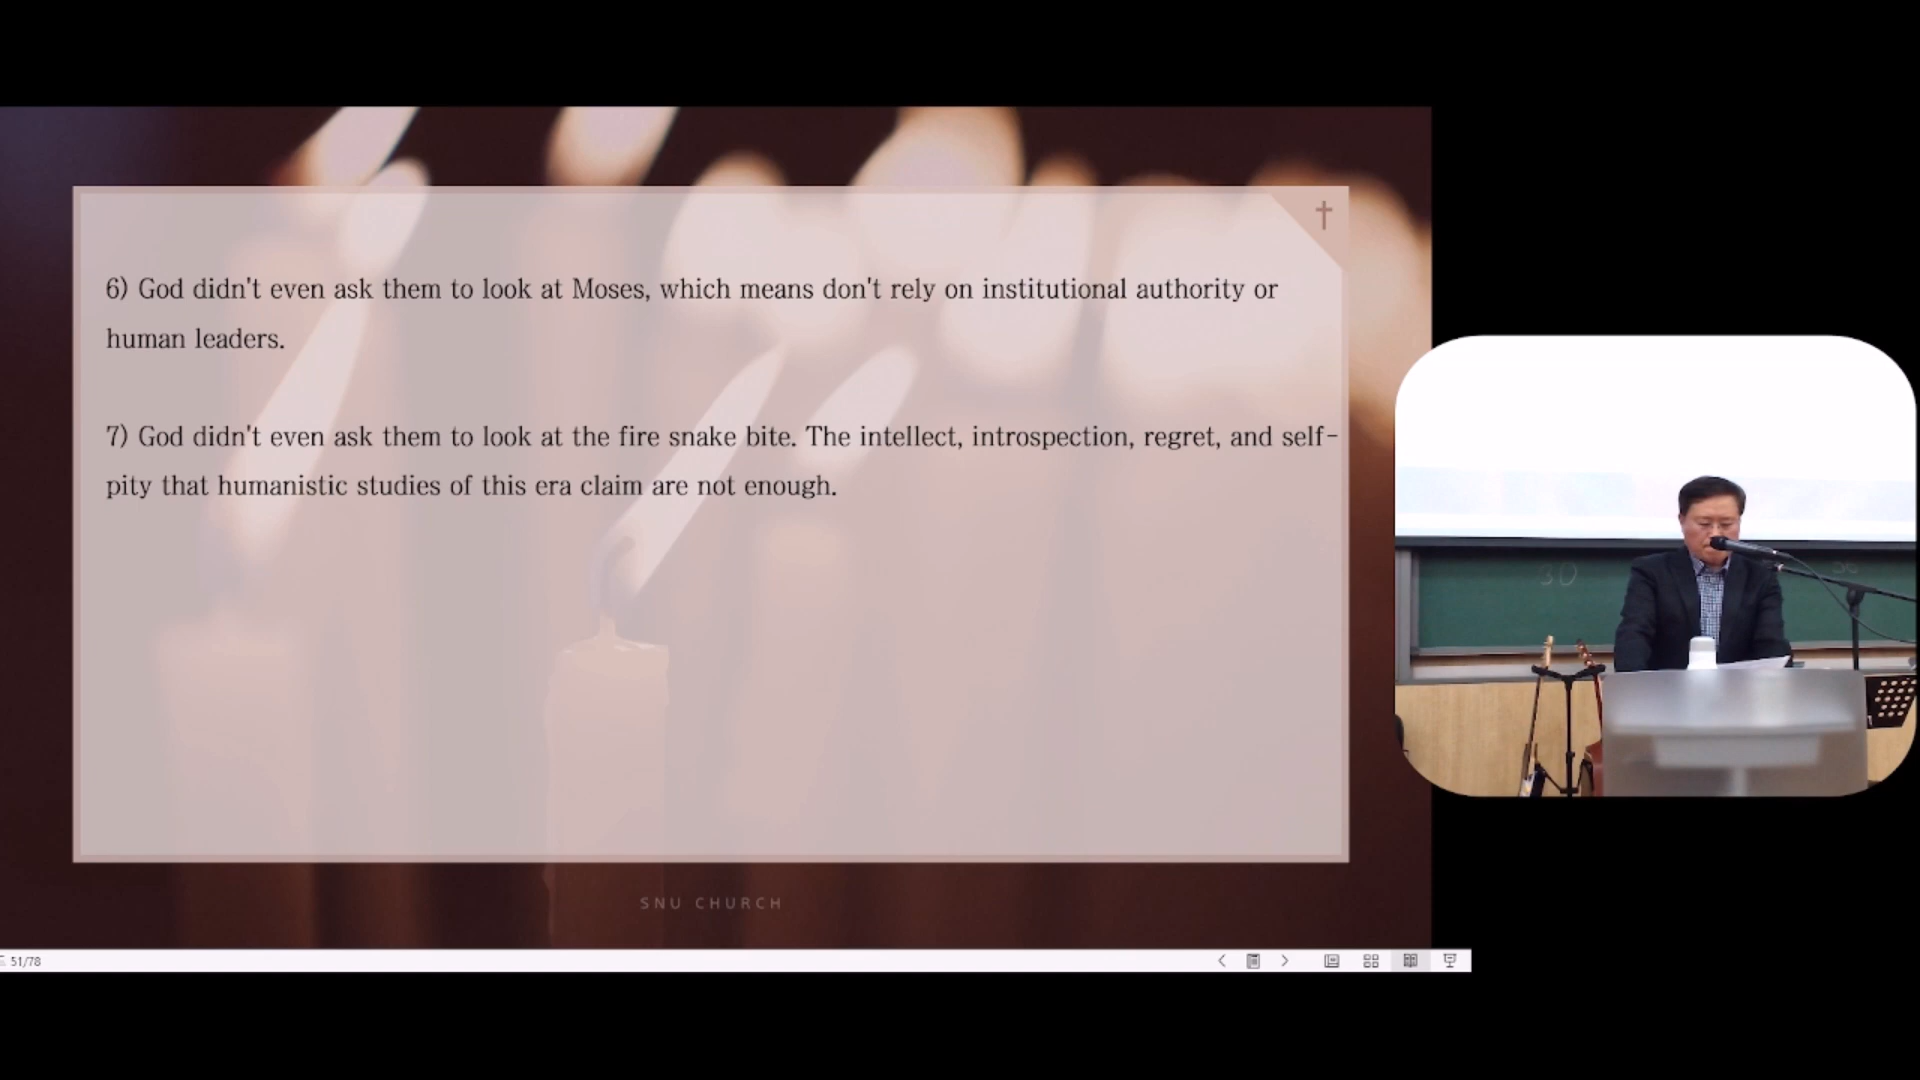 6) God didn't even ask them to look at Moses, which means don't rely on institutional authority or
human leaders.
7) God didn't even ask them to look at the fire snake bite. The intellect, introspection, regret, and self-
pity that humanistic studies of this era claim are not enough.
SNU CHURCH
51/78
30